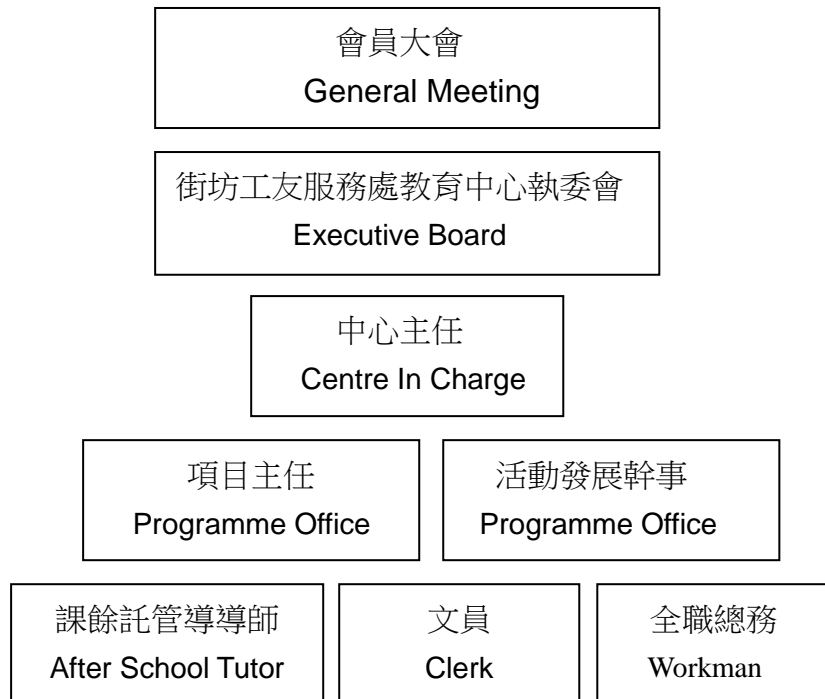 會員大會
General Meeting
街坊工友服務處教育中心執委會
Executive Board
中心主任
Centre In Charge
項目主任
Programme Office
活動發展幹事
Programme Office
課餘託管導導師
After School Tutor
文員
Clerk
全職總務
Workman